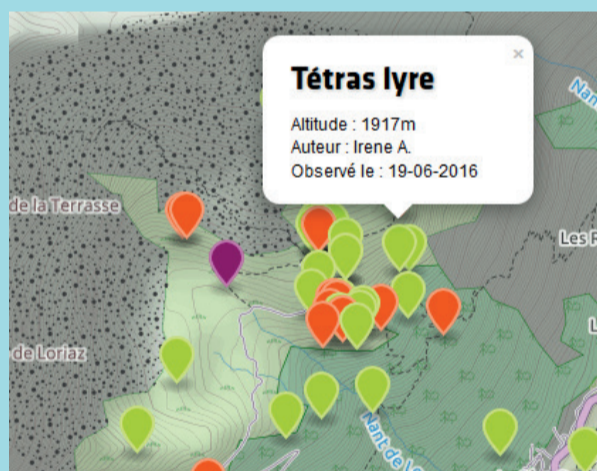 ×
Tétras lyre
Altitude : 1917m
Auteur : Irene A.
Observé le : 19-06-2016
de la Terrasse
Les
de Loriaz
Nant de